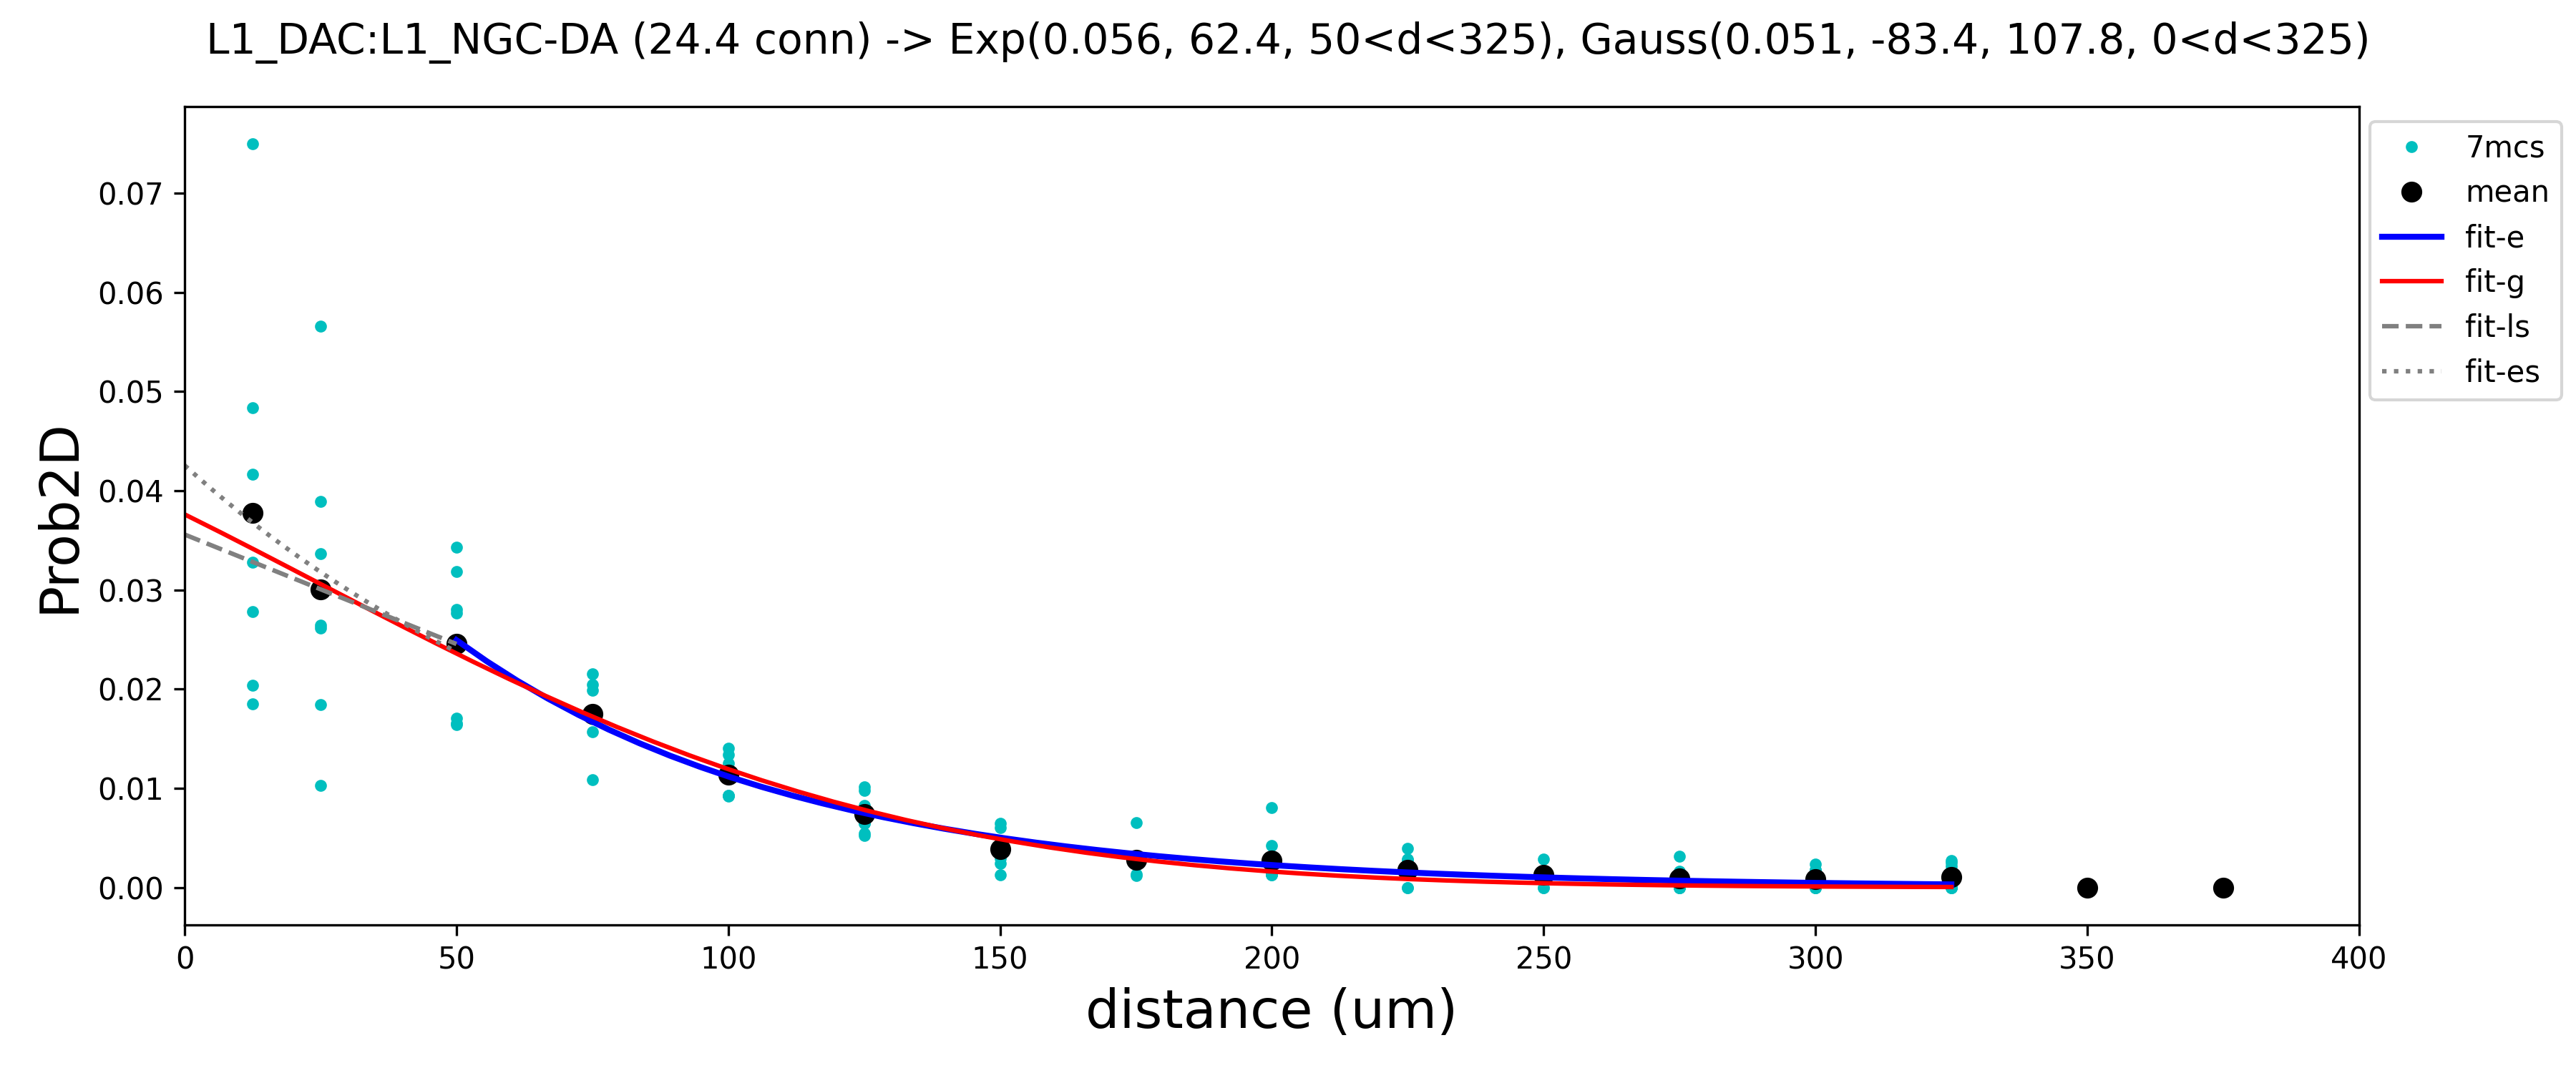 L1_DAC:L1_NGC-DA (24.4 conn) -> Exp(0.056, 62.4, 50<d<325), Gauss(0.051, -83.4, 107.8, 0<d<325)
7mcs
mean
fit-e
fit-g
fit-ls
fit-es
Prob2D
0.07
0.06
0.05
0.04
0.03
0.02
0.01
0.00
0 50 100 150 200 250 300 350 400
distance (um)